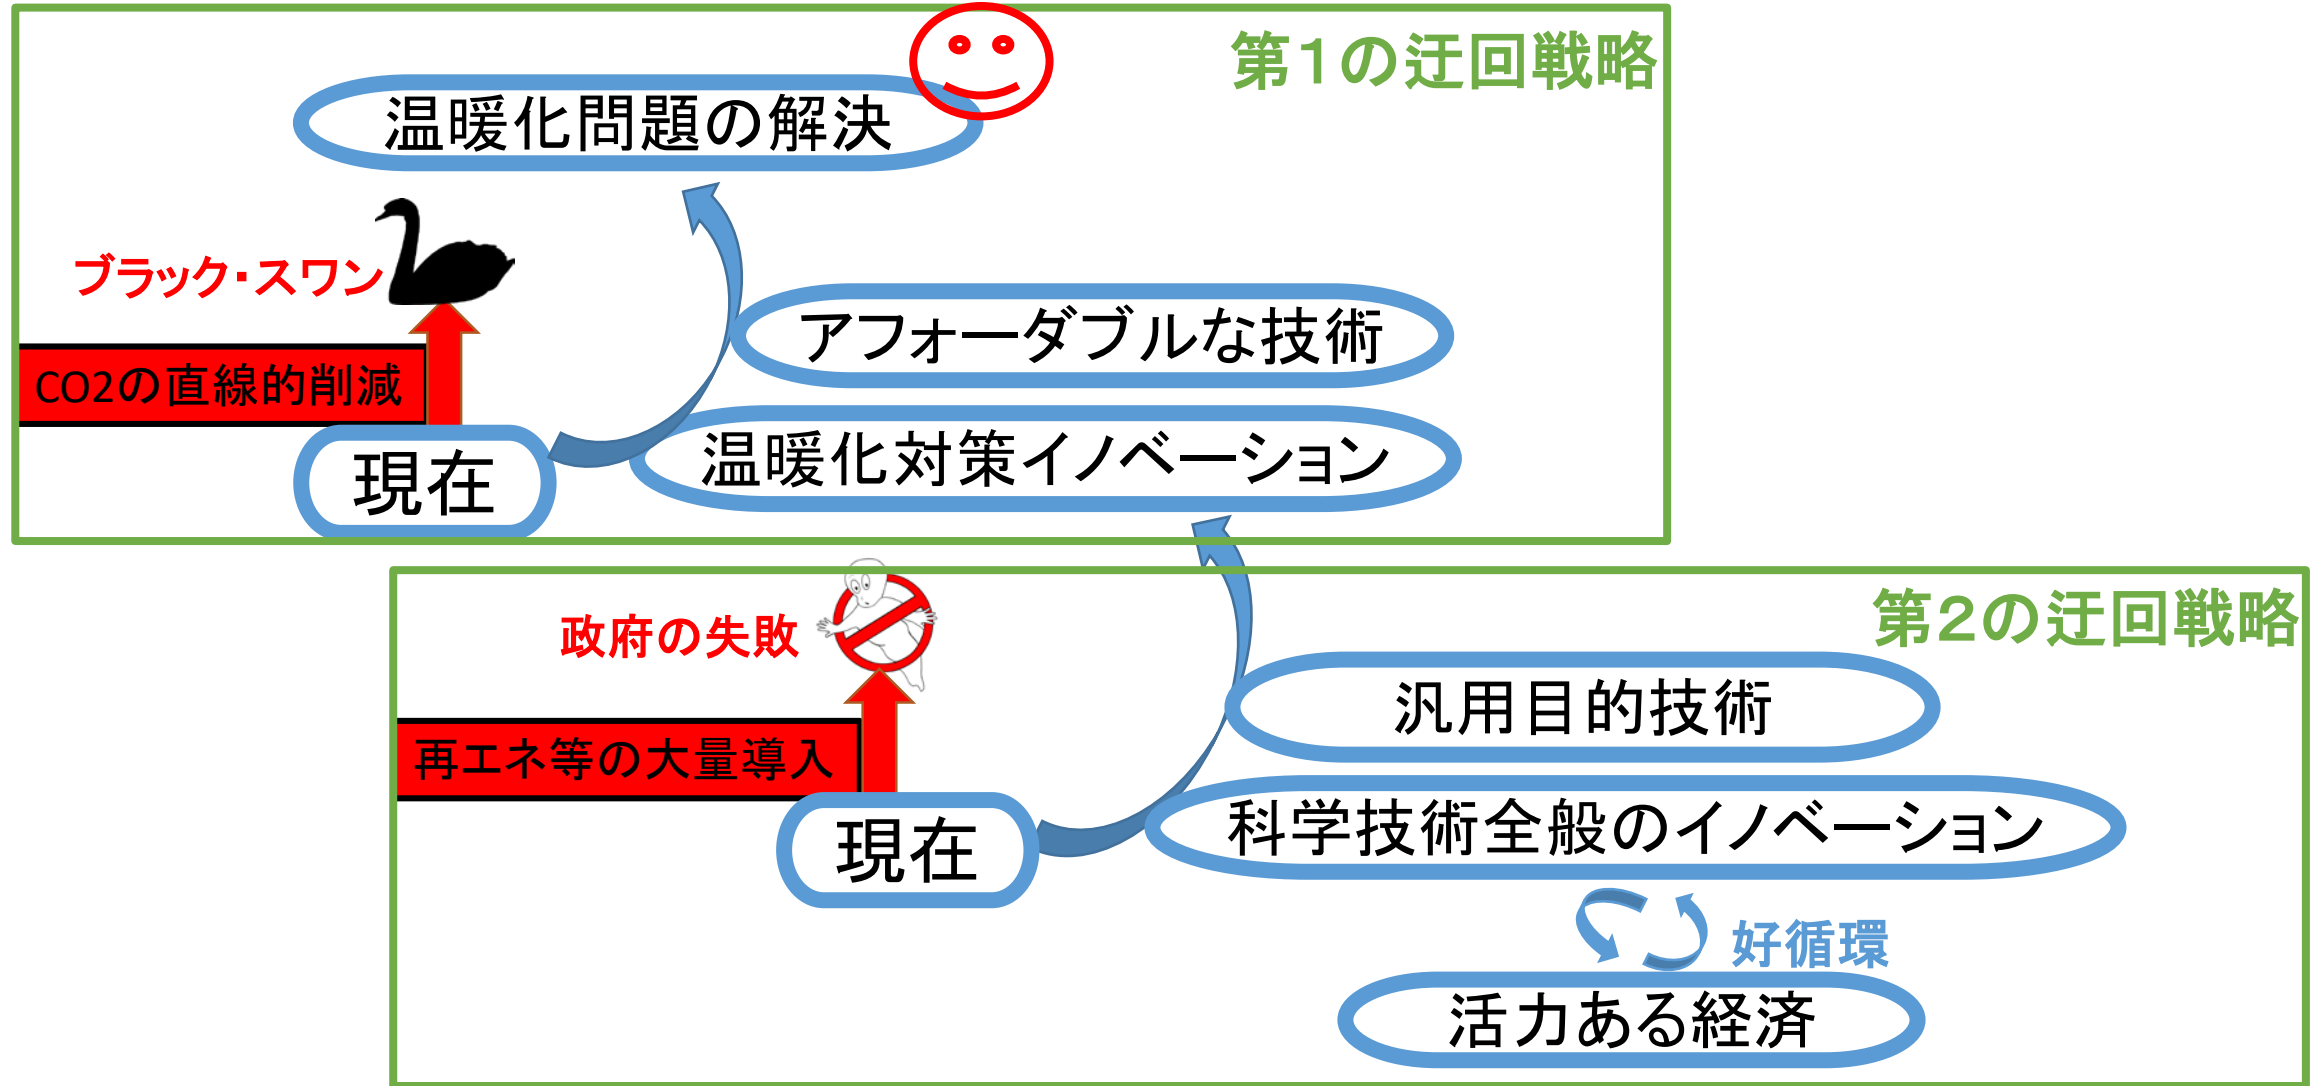 第1の迂回戦略
温暖化問題の解決
ブラック・スワン
アフォーダブルな技術
CO2の直線的削減
温暖化対策イノベーション
現在
第2の迂回戦略
政府の失敗
汎用目的技術
再エネ等の大量導入
科学技術全般のイノベーション
現在
好循環
活力ある経済